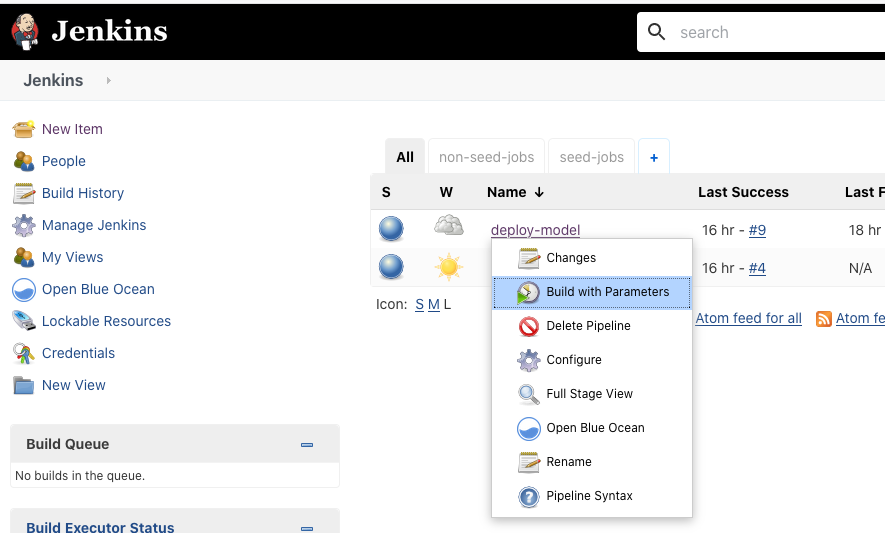 Jenkins
search
Jenkins
New Item
People
Build History
Manage Jenkins
My Views
Open Blue Ocean
Lockable Resources
Credentials
New View
Build Queue
No builds in the queue.
Build Executor Status
All non-seed-jobs seed-jobs +
S W Name ↓ Last Success Last F
deploy-model 16 hr - #9 18 hr
16 hr - #4 N/A
Icon: S M L
Atom feed for all Atom fe
Changes
Build with Parameters
Delete Pipeline
Configure
Full Stage View
Open Blue Ocean
Rename
Pipeline Syntax